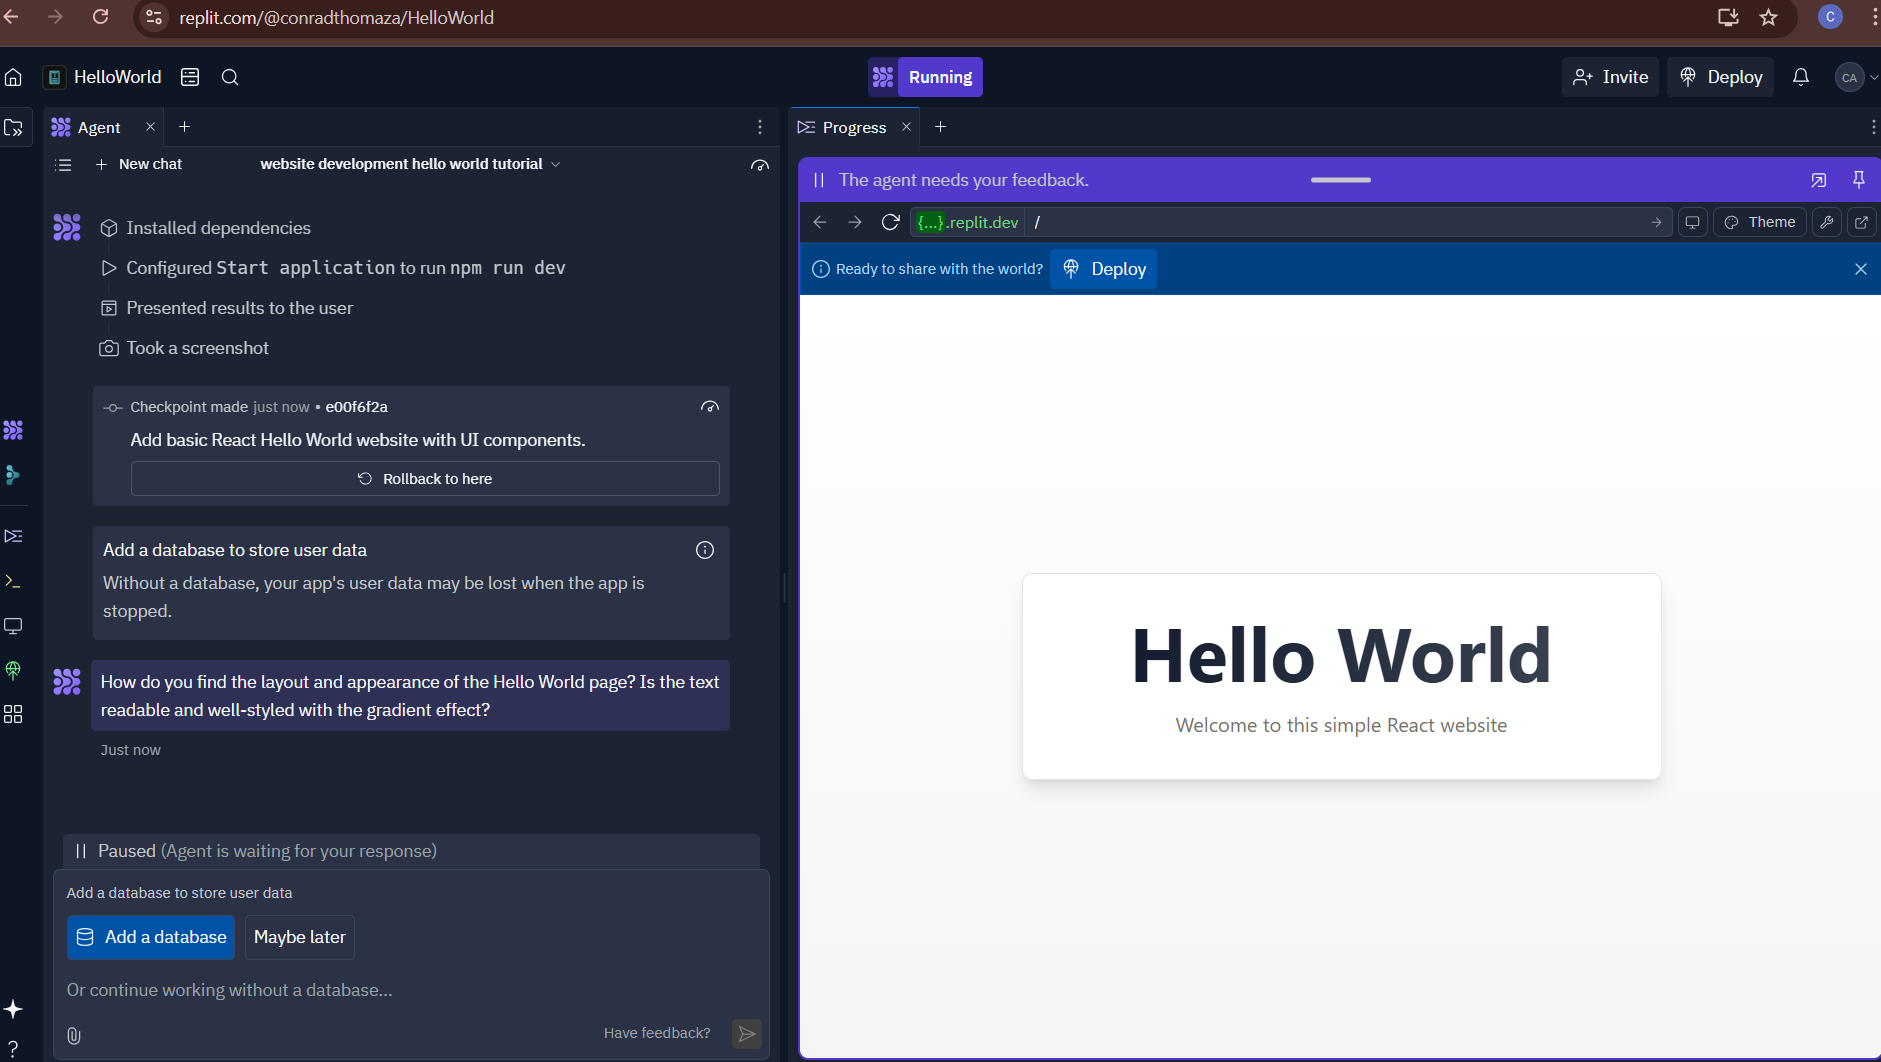 replit.com/@conradthomaza/HelloWorld
C
HelloWorld
Running
Invite
Deploy
CA
Agent
New chat
website development hello world tutorial
Installed dependencies
Configured Start application to run npm run dev
Presented results to the user
Took a screenshot
Checkpoint made just now • e00f6f2a
Add basic React Hello World website with UI components.
Rollback to here
Add a database to store user data
Without a database, your app's user data may be lost when the app is
stopped.
How do you find the layout and appearance of the Hello World page? Is the text
readable and well-styled with the gradient effect?
Just now
Paused (Agent is waiting for your response)
Add a database to store user data
Add a database
Maybe later
Or continue working without a database...
Have feedback?
Progress
The agent needs your feedback.
{...}.replit.dev /
Theme
Ready to share with the world?
Deploy
Hello World
Welcome to this simple React website